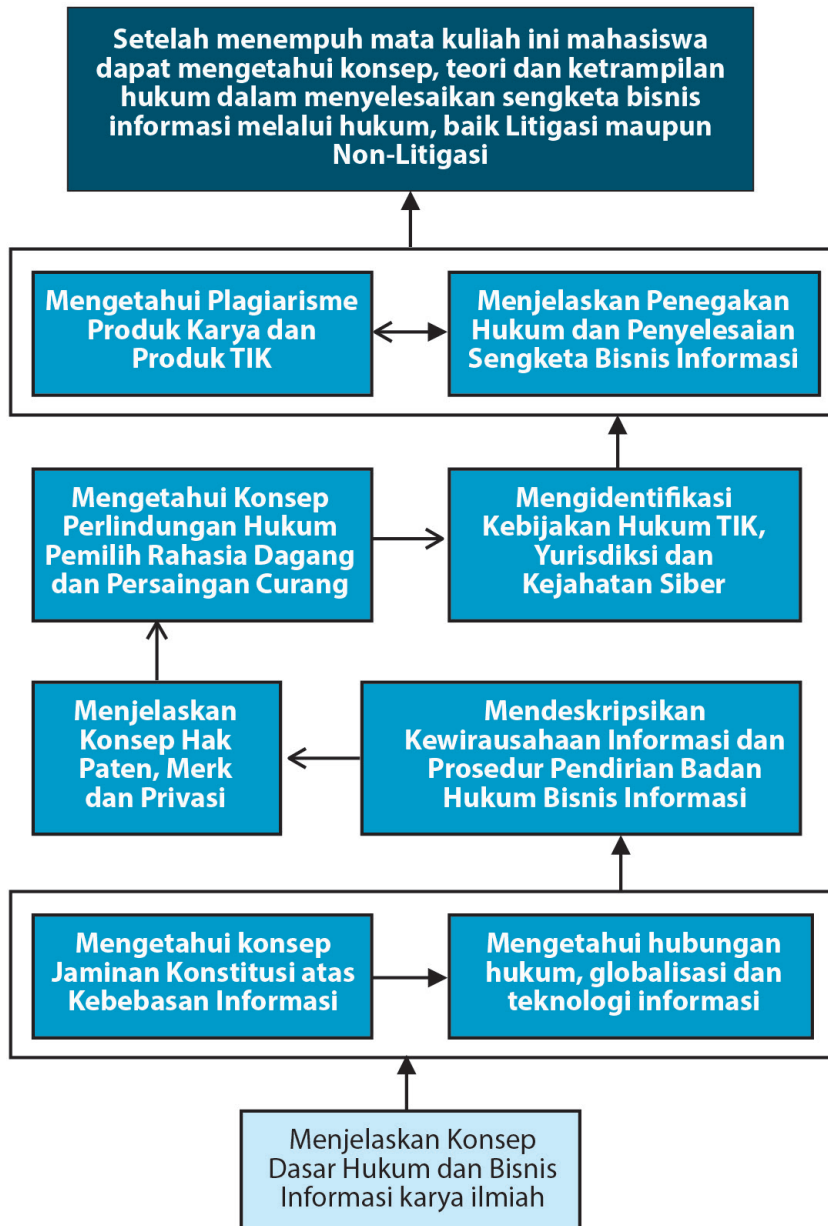 Setelah menempuh mata kuliah ini mahasiswa
dapat mengetahui konsep, teori dan ketrampilan
hukum dalam menyelesaikan sengketa bisnis
informasi melalui hukum, baik Litigasi maupun
Non-Litigasi
Mengetahui Plagiarisme
Produk Karya dan
Produk TIK
Menjelaskan Penegakan
Hukum dan Penyelesaian
Sengketa Bisnis Informasi
Mengetahui Konsep
Perlindungan Hukum
Pemilih Rahasia Dagang
dan Persaingan Curang
Mengidentifikasi
Kebijakan Hukum TIK,
Yurisdiksi dan
Kejahatan Siber
Menjelaskan
Konsep Hak
Paten, Merk
dan Privasi
Mendeskripsikan
Kewirausahaan Informasi dan
Prosedur Pendirian Badan
Hukum Bisnis Informasi
Mengetahui konsep
Jaminan Konstitusi atas
Kebebasan Informasi
Mengetahui hubungan
hukum, globalisasi dan
teknologi informasi
Menjelaskan Konsep
Dasar Hukum dan Bisnis
Informasi karya ilmiah